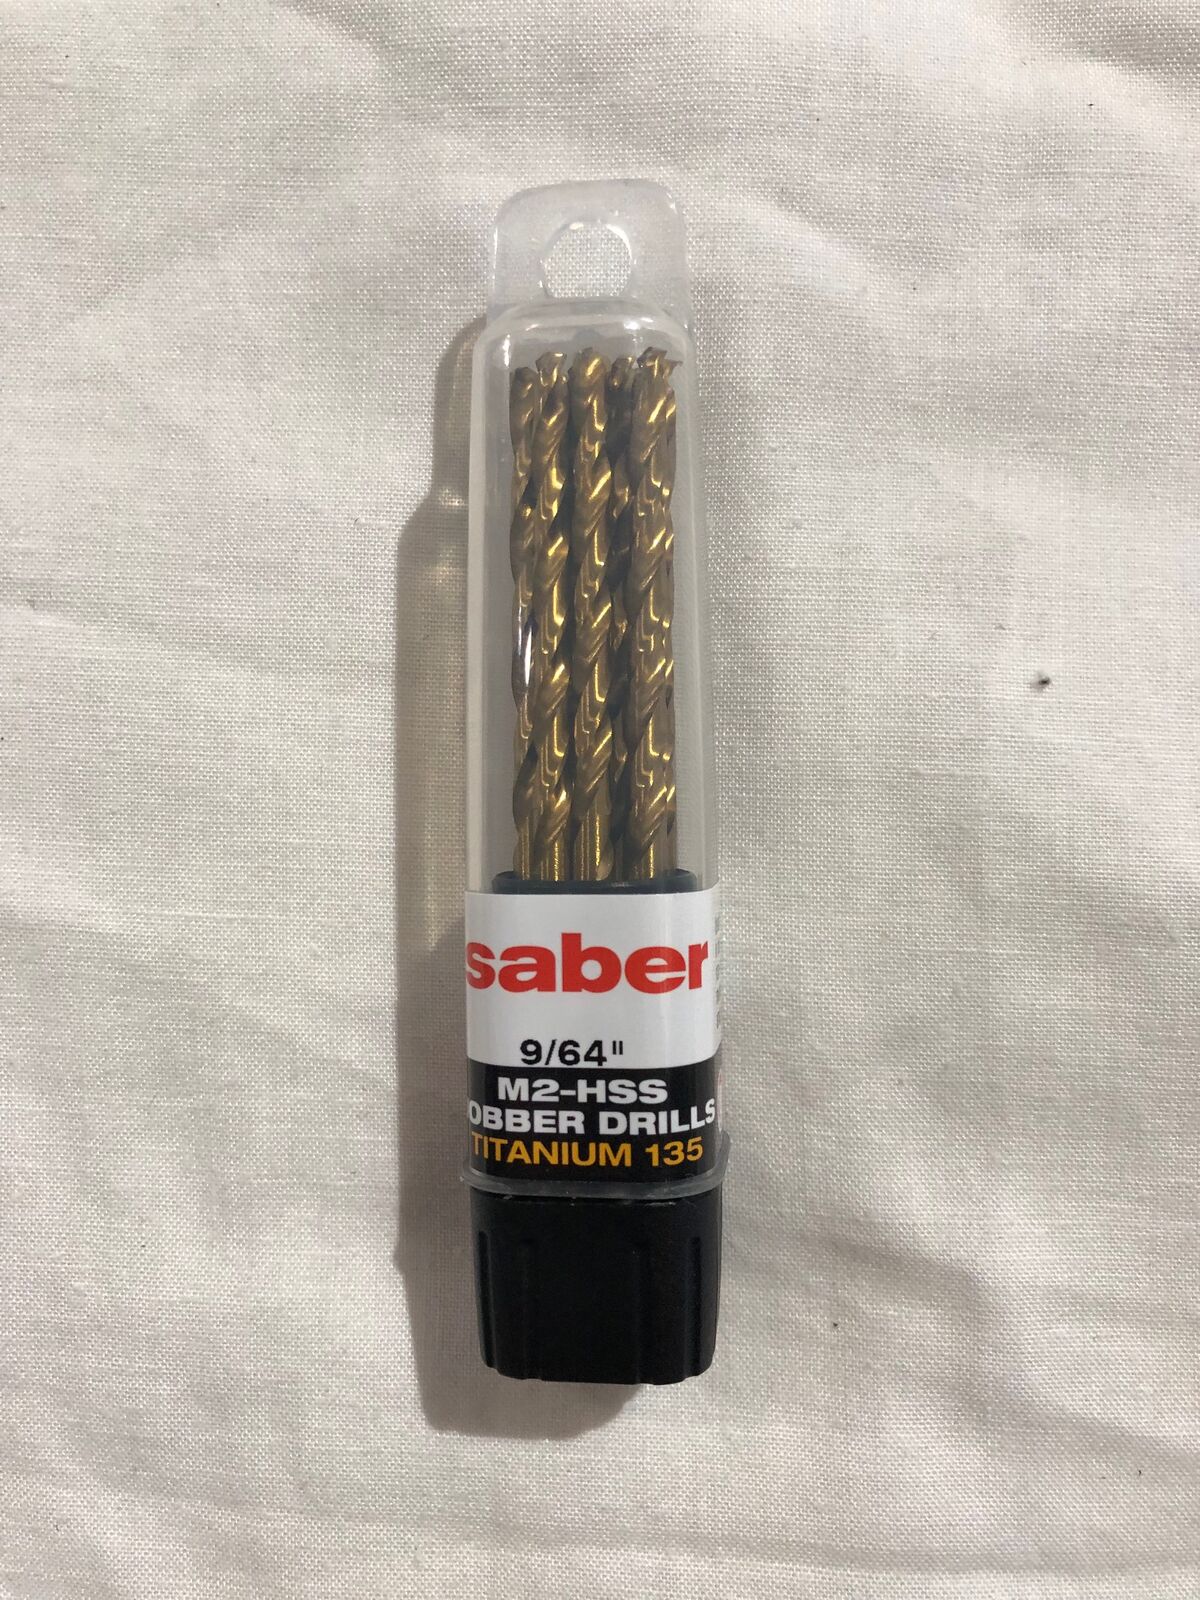 saber
9/64"
M2-HSS
OBBER DRILLS
TITANIUM 135